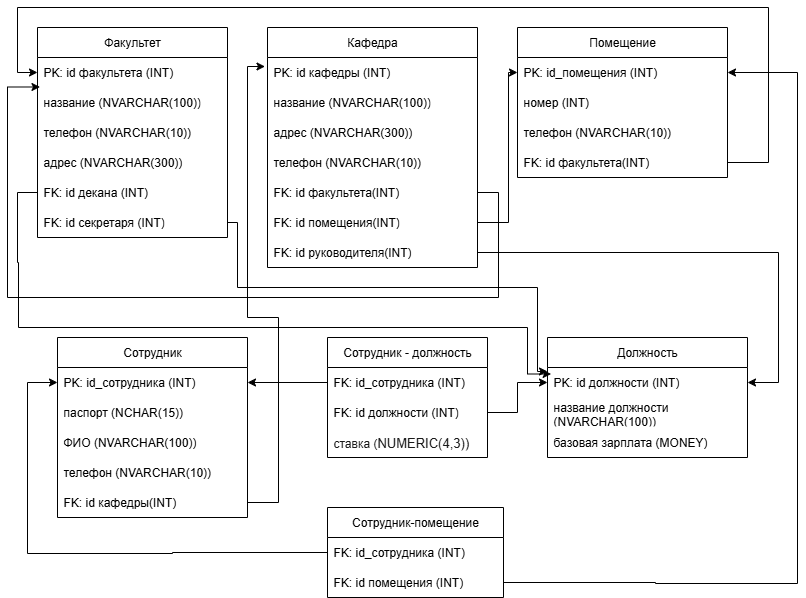 Факультет
PK: id факультета (INT)
название (NVARCHAR(100))
телефон (NVARCHAR(10))
адрес (NVARCHAR(300))
FK: id декана (INT)
FK: id секретаря (INT)
Кафедра
PK: id кафедры (INT)
название (NVARCHAR(100))
адрес (NVARCHAR(300))
телефон (NVARCHAR(10))
FK: id факультета(INT)
FK: id помещения(INT)
FK: id руководителя(INT)
Помещение
PK: id_помещения (INT)
номер (INT)
телефон (NVARCHAR(10))
FK: id факультета(INT)
Сотрудник
PK: id_сотрудника (INT)
паспорт (NCHAR(15))
ФИО (NVARCHAR(100))
телефон (NVARCHAR(10))
FK: id кафедры(INT)
Сотрудник - должность
FK: id_сотрудника (INT)
FK: id должности (INT)
ставка (NUMERIC(4,3))
Должность
PK: id должности (INT)
название должности
(NVARCHAR(100))
базовая зарплата (MONEY)
Сотрудник-помещение
FK: id_сотрудника (INT)
FK: id помещения (INT)